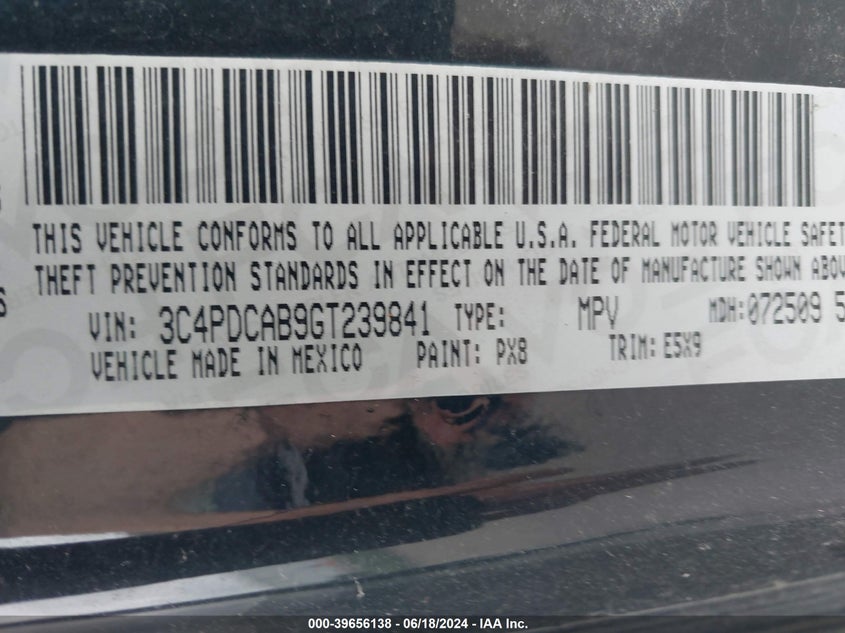 THIS VEHICLE CONFORMS TO ALL APPLICABLE U.S.A. FEDERAL MOTOR VEHICLE SAFET
THEFT PREVENTION STANDARDS IN EFFECT ON THE DATE OF MANUFACTURE SHOWN ABOV
S
VIN: 3C4PDCAB9GT239841 TYPE: MPV MDH:072509 5
VEHICLE MADE IN MEXICO PAINT: PX8 TRIM: E5X9
000-39656138 - 06/18/2024 - IAA Inc.